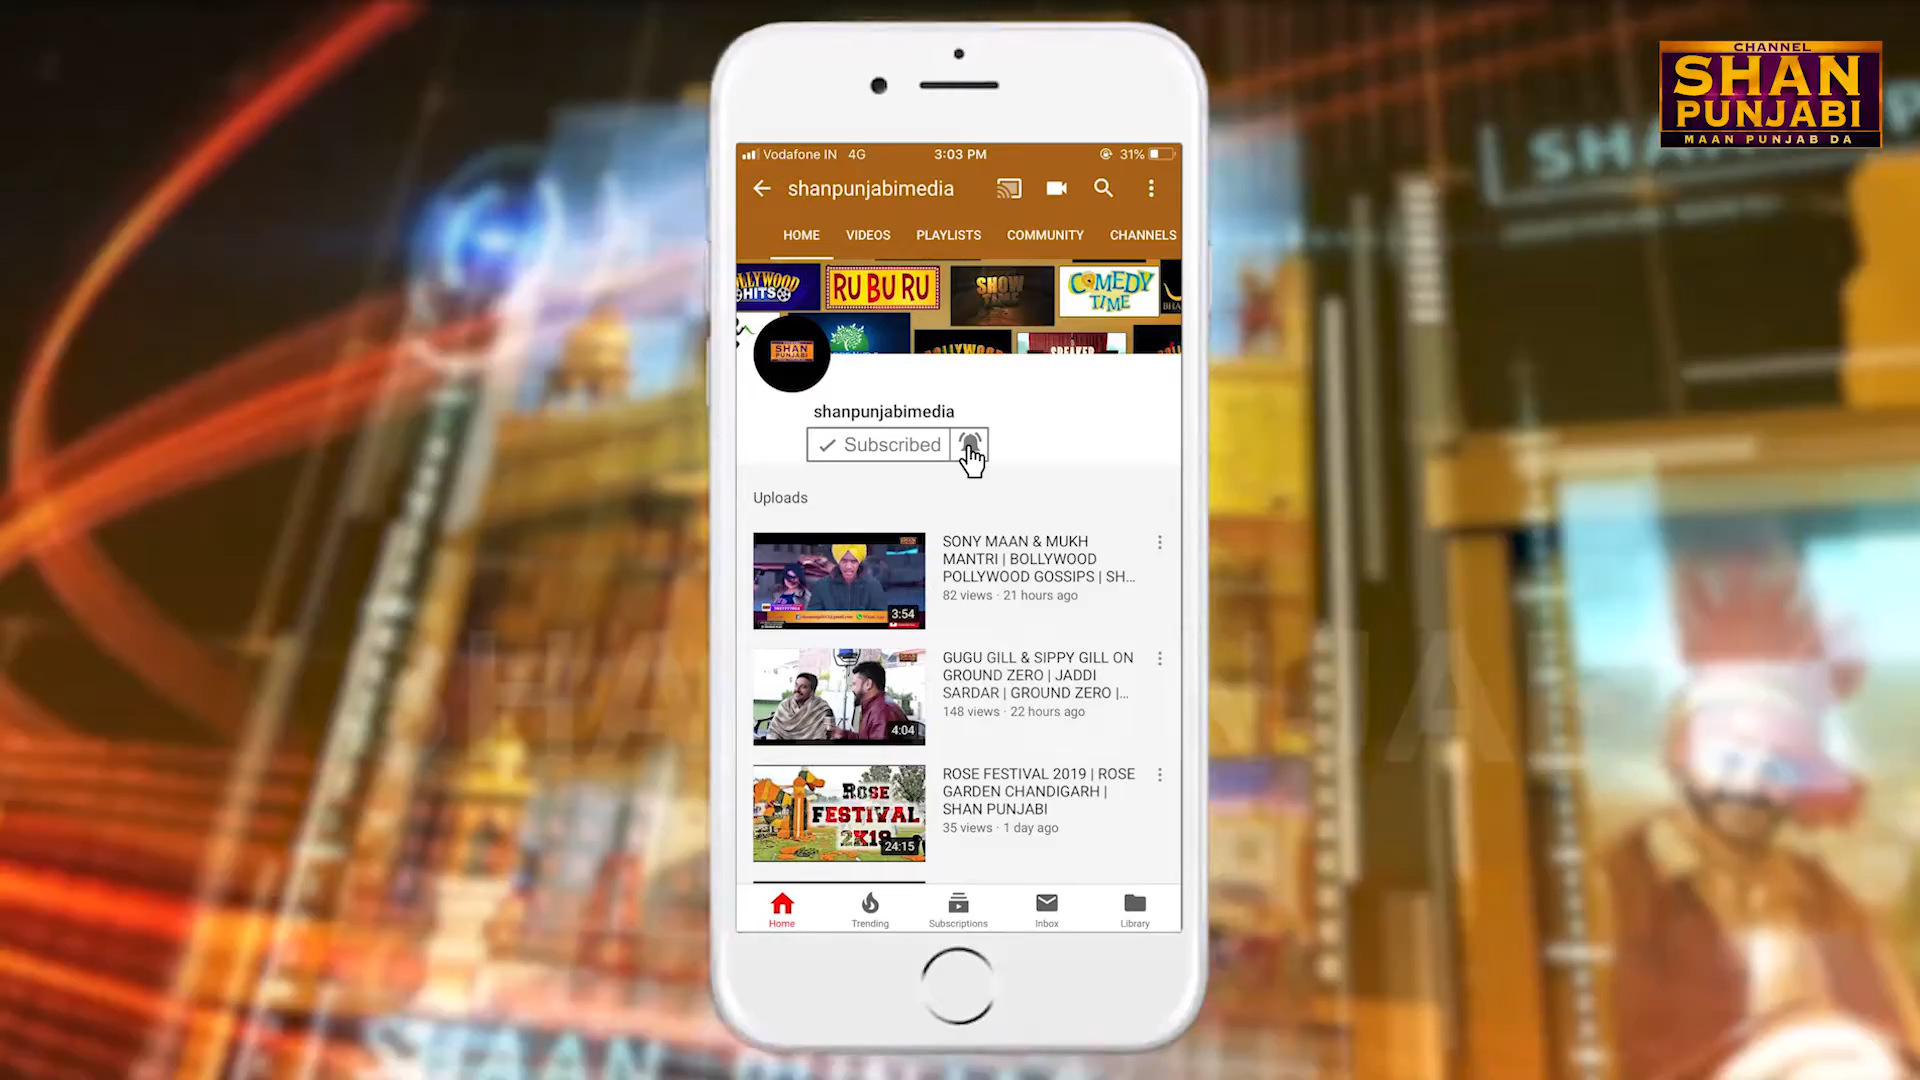 CHANNEL
SHAN
PUNJABI
MAAN PUNJAB DA
Vodafone IN 4G
3:03 PM
31%
shanpunjabimedia
HOME VIDEOS PLAYLISTS COMMUNITY CHANNELS
HITS
RU BU RU
SHOW
TIME
COMEDY
TIME
SHAN
PUNJABI
shanpunjabimedia
Subscribed
Uploads
SONY MAAN & MUKH
MANTRI | BOLLYWOOD
POLLYWOOD GOSSIPS | SH...
82 views · 21 hours ago
3:54
GUGU GILL & SIPPY GILL ON
GROUND ZERO | JADDI
SARDAR | GROUND ZERO |...
148 views · 22 hours ago
4:04
ROSE FESTIVAL 2019 | ROSE
GARDEN CHANDIGARH |
SHAN PUNJABI
35 views · 1 day ago
ROSE
FESTIVAL
24:15
Home Trending Subscriptions Inbox Library